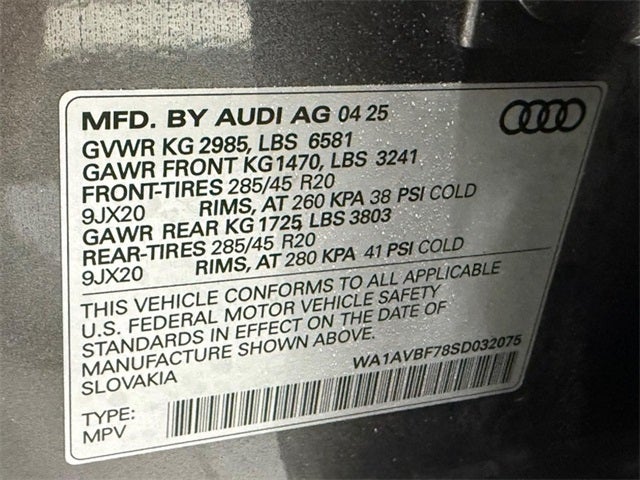 MFD. BY AUDI AG 04 25
GVWR KG 2985, LBS 6581
GAWR FRONT KG1470, LBS 3241
FRONT-TIRES 285/45 R20
9JX20 RIMS, AT 260 KPA 38 PSI COLD
GAWR REAR KG 1725, LBS 3803
REAR-TIRES 285/45 R20
9JX20 RIMS, AT 280 KPA 41 PSI COLD
THIS VEHICLE CONFORMS TO ALL APPLICABLE
U.S. FEDERAL MOTOR VEHICLE SAFETY
STANDARDS IN EFFECT ON THE DATE OF
MANUFACTURE SHOWN ABOVE.
SLOVAKIA
WA1AVBF78SD032075
TYPE:
MPV